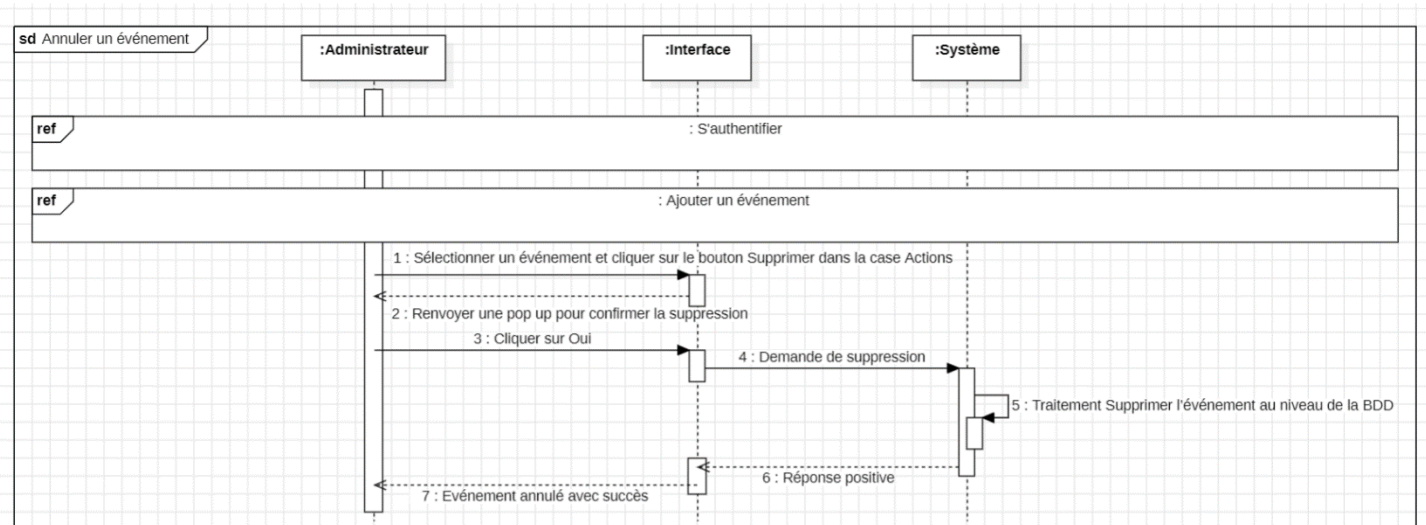 sd Annuler un événement
:Administrateur
:Interface
:Système
ref
: S'authentifier
ref
: Ajouter un événement
1 : Sélectionner un événement et cliquer sur le bouton Supprimer dans la case Actions
2 : Renvoyer une pop up pour confirmer la suppression
3 : Cliquer sur Oui
4 : Demande de suppression
5 : Traitement Supprimer l'événement au niveau de la BDD
6 : Réponse positive
7 : Evénement annulé avec succès